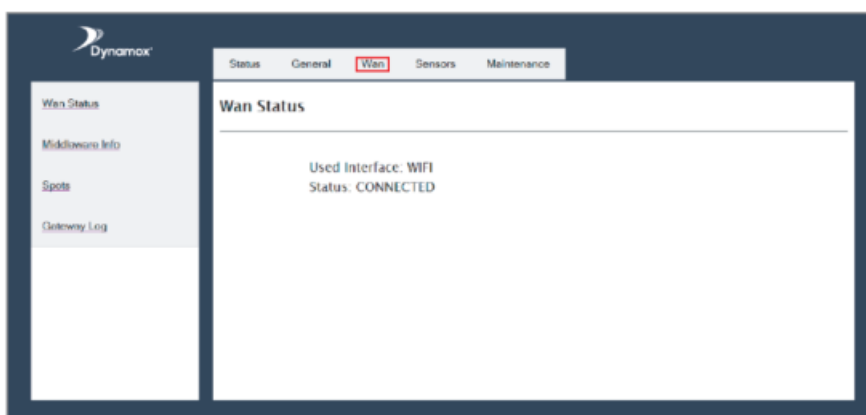 Dynamox
Status General Wan Sensors Maintenance
Wan Status
Middleware Info
Spots
Gateway Log
Wan Status
Used Interface: WIFI
Status: CONNECTED